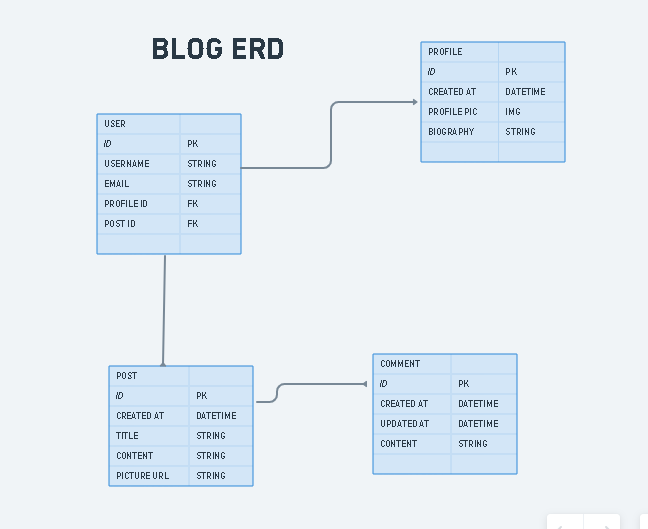 BLOG ERD
PROFILE
ID PK
CREATED AT DATETIME
PROFILE PIC IMG
BIOGRAPHY STRING
USER
ID PK
USERNAME STRING
EMAIL STRING
PROFILE ID FK
POST ID FK
POST
ID PK
CREATED AT DATETIME
TITLE STRING
CONTENT STRING
PICTURE URL STRING
COMMENT
ID PK
CREATED AT DATETIME
UPDATED AT DATETIME
CONTENT STRING